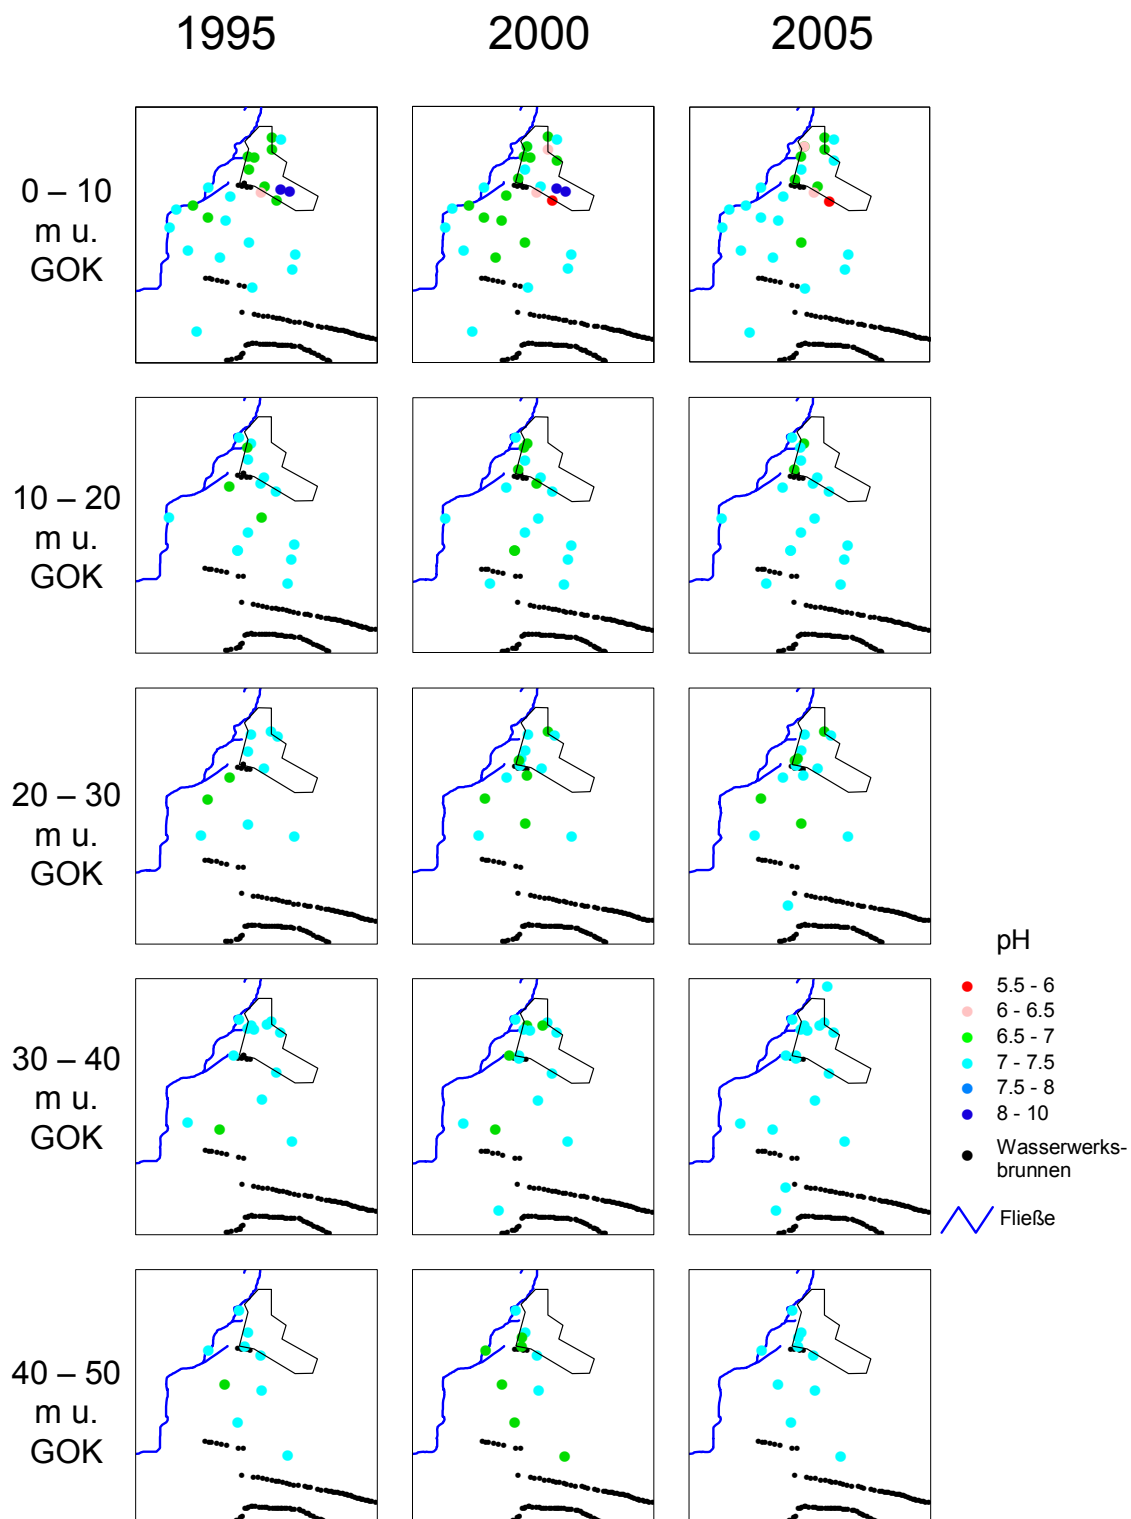 1995 2000 2005
0 – 10
m u.
GOK
10 – 20
m u.
GOK
20 – 30
m u.
GOK
30 – 40
m u.
GOK
40 – 50
m u.
GOK
pH
5.5 - 6
6 - 6.5
6.5 - 7
7 - 7.5
7.5 - 8
8 - 10
Wasserwerks-
brunnen
Fließe